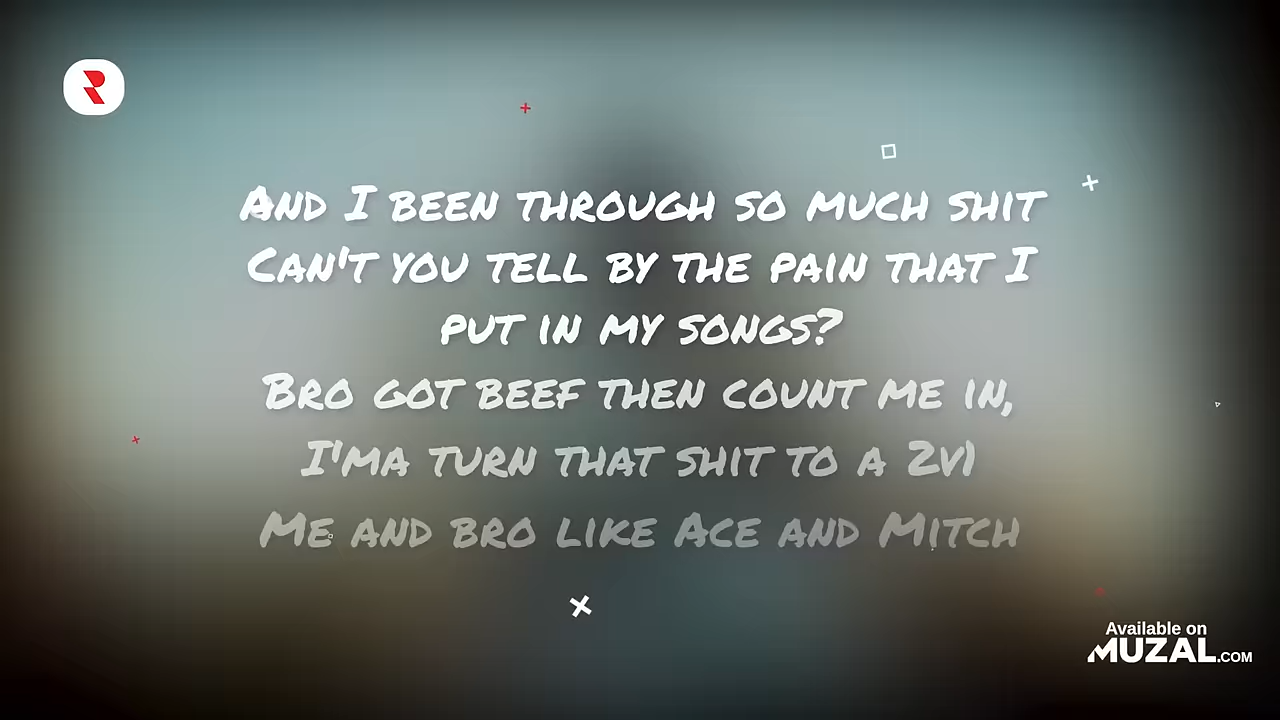 And I been through so much shit
Can't you tell by the pain that I
put in my songs?
Bro got beef then count me in,
I'ma turn that shit to a 2v1
Me and bro like Ace and Mitch
Available on
MUZAL.COM